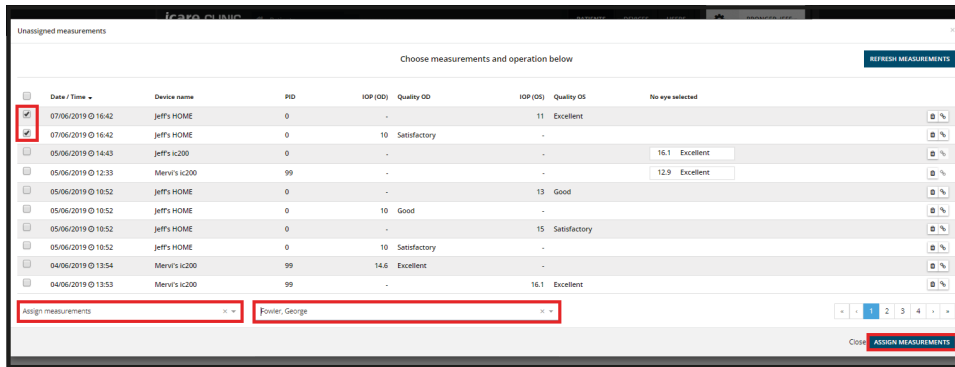 icare CLINIC
PATIENTS DEVICES USERS PRONGER JEFF
Unassigned measurements ×
Choose measurements and operation below
REFRESH MEASUREMENTS
Date / Time Device name PID IOP (OD) Quality OD IOP (OS) Quality OS No eye selected
07/06/2019 16:42 Jeff's HOME 0 - 11 Excellent
07/06/2019 16:42 Jeff's HOME 0 10 Satisfactory -
05/06/2019 14:43 Jeff's ic200 0 - - 16.1 Excellent
05/06/2019 12:33 Mervi's ic200 99 - - 12.9 Excellent
05/06/2019 10:52 Jeff's HOME 0 - 13 Good
05/06/2019 10:52 Jeff's HOME 0 10 Good -
05/06/2019 10:52 Jeff's HOME 0 - 15 Satisfactory
05/06/2019 10:52 Jeff's HOME 0 10 Satisfactory -
04/06/2019 13:54 Mervi's ic200 99 14.6 Excellent -
04/06/2019 13:53 Mervi's ic200 99 - 16.1 Excellent
Assign measurements × Fowler, George × « ‹ 1 2 3 4 › »
Close ASSIGN MEASUREMENTS